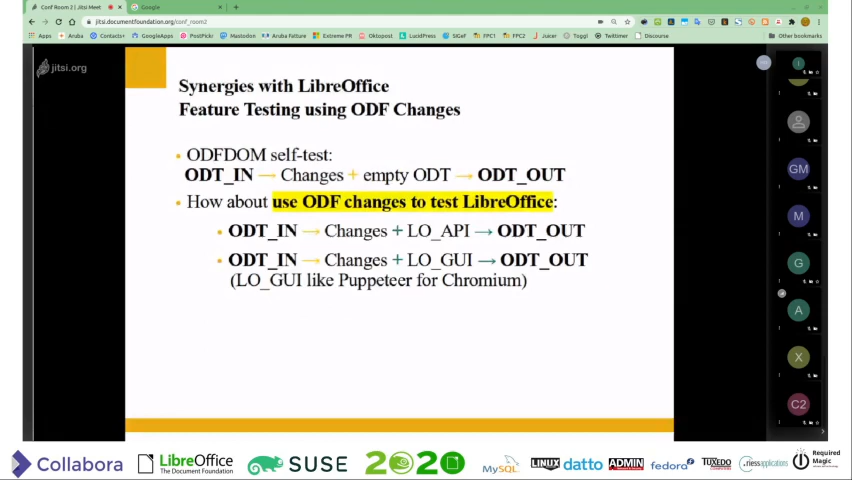 Conf Room 2 | Jitsi Meet
Google
jitsi.documentfoundation.org/conf_room2
Apps Aruba Contacts+ GoogleApps PostPickr Mastodon Aruba Fatture Extreme PR Oktopost LucidPress SIGeF FPC1 FPC2 Juicer Toggl Twittimer Discourse Other bookmarks
jitsi.org
Synergies with LibreOffice
Feature Testing using ODF Changes
• ODFDOM self-test:
ODT_IN → Changes + empty ODT → ODT_OUT
• How about use ODF changes to test LibreOffice:
• ODT_IN → Changes + LO_API → ODT_OUT
• ODT_IN → Changes + LO_GUI → ODT_OUT
(LO_GUI like Puppeteer for Chromium)
I
GM
M
G
A
X
C2
Collabora
LibreOffice
The Document Foundation
SUSE
2020
MySQL
LINUX
datto
ADMIN
fedora
TUXEDO
riessapplications
Required
Magic